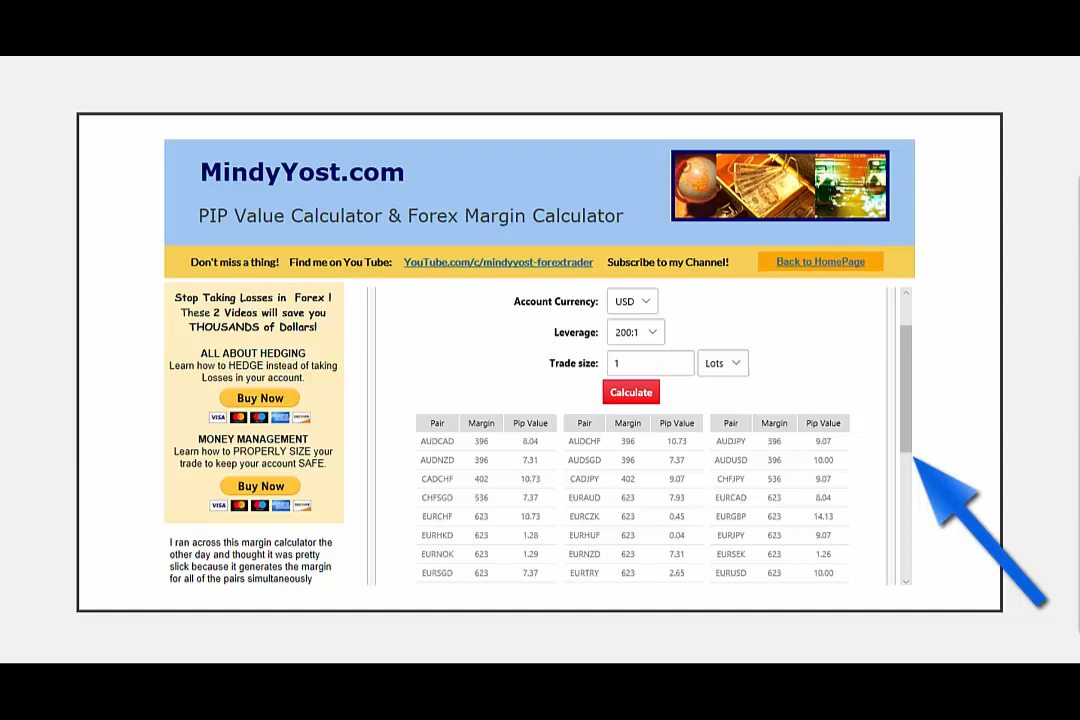 MindyYost.com
PIP Value Calculator & Forex Margin Calculator
Don't miss a thing! Find me on You Tube: YouTube.com/c/mindyyost-forextrader Subscribe to my Channel! Back to HomePage
Stop Taking Losses in Forex !
These 2 Videos will save you
THOUSANDS of Dollars!
ALL ABOUT HEDGING
Learn how to HEDGE instead of taking
Losses in your account.
Buy Now
VISA DISCOVER
MONEY MANAGEMENT
Learn how to PROPERLY SIZE your
trade to keep your account SAFE.
Buy Now
VISA DISCOVER
I ran across this margin calculator the
other day and thought it was pretty
slick because it generates the margin
for all of the pairs simultaneously
Account Currency: USD
Leverage: 200:1
Trade size: 1 Lots
Calculate
Pair Margin Pip Value Pair Margin Pip Value Pair Margin Pip Value
AUDCAD 396 8.04 AUDCHF 396 10.73 AUDJPY 396 9.07
AUDNZD 396 7.31 AUDSGD 396 7.37 AUDUSD 396 10.00
CADCHF 402 10.73 CADJPY 402 9.07 CHFJPY 536 9.07
CHFSGD 536 7.37 EURAUD 623 7.93 EURCAD 623 8.04
EURCHF 623 10.73 EURCZK 623 0.45 EURGBP 623 14.13
EURHKD 623 1.28 EURHUF 623 0.04 EURJPY 623 9.07
EURNOK 623 1.29 EURNZD 623 7.31 EURSEK 623 1.26
EURSGD 623 7.37 EURTRY 623 2.65 EURUSD 623 10.00